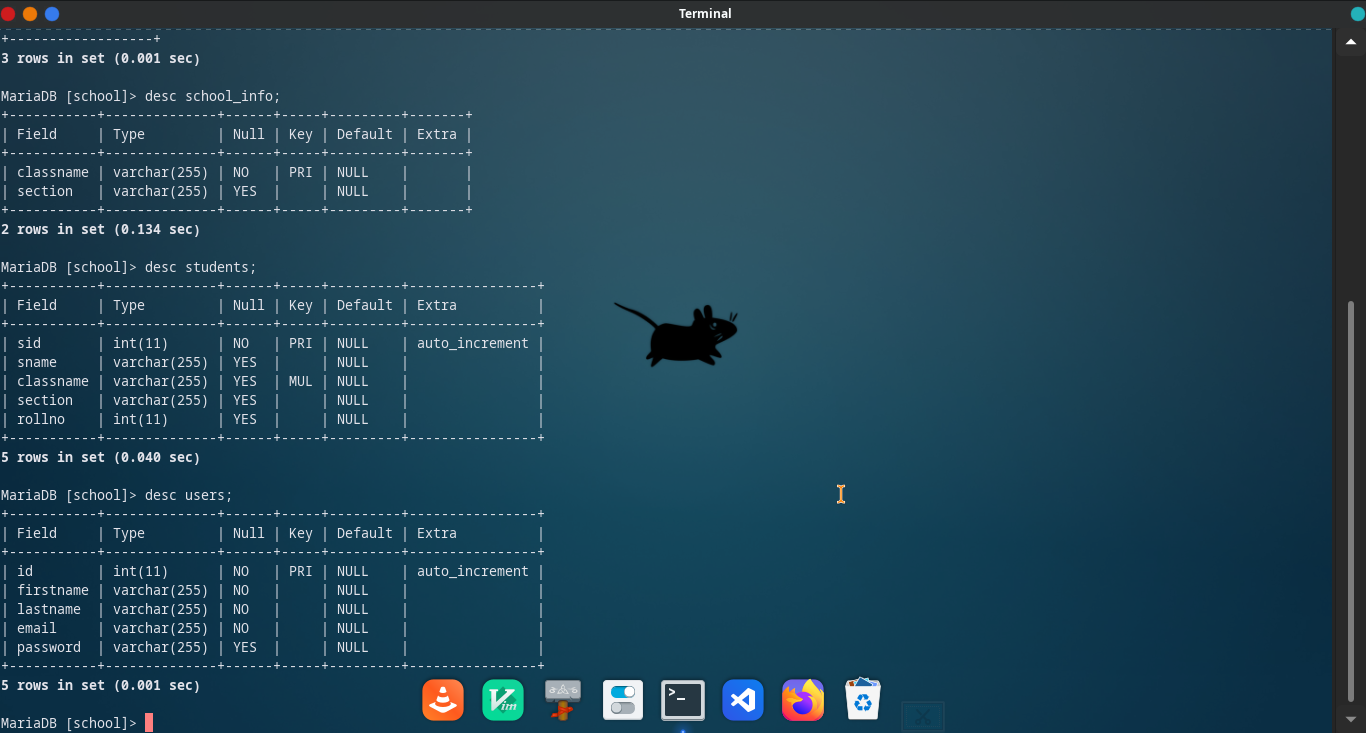 Terminal
+------------------+
3 rows in set (0.001 sec)
MariaDB [school]> desc school_info;
+-----------+--------------+------+-----+---------+-------+
| Field     | Type         | Null | Key | Default | Extra |
+-----------+--------------+------+-----+---------+-------+
| classname | varchar(255) | NO   | PRI | NULL    |       |
| section   | varchar(255) | YES  |     | NULL    |       |
+-----------+--------------+------+-----+---------+-------+
2 rows in set (0.134 sec)
MariaDB [school]> desc students;
+-----------+--------------+------+-----+---------+----------------+
| Field     | Type         | Null | Key | Default | Extra          |
+-----------+--------------+------+-----+---------+----------------+
| sid       | int(11)      | NO   | PRI | NULL    | auto_increment |
| sname     | varchar(255) | YES  |     | NULL    |                |
| classname | varchar(255) | YES  | MUL | NULL    |                |
| section   | varchar(255) | YES  |     | NULL    |                |
| rollno    | int(11)      | YES  |     | NULL    |                |
+-----------+--------------+------+-----+---------+----------------+
5 rows in set (0.040 sec)
MariaDB [school]> desc users;
+-----------+--------------+------+-----+---------+----------------+
| Field     | Type         | Null | Key | Default | Extra          |
+-----------+--------------+------+-----+---------+----------------+
| id        | int(11)      | NO   | PRI | NULL    | auto_increment |
| firstname | varchar(255) | NO   |     | NULL    |                |
| lastname  | varchar(255) | NO   |     | NULL    |                |
| email     | varchar(255) | NO   |     | NULL    |                |
| password  | varchar(255) | YES  |     | NULL    |                |
+-----------+--------------+------+-----+---------+----------------+
5 rows in set (0.001 sec)
Vim
>_
MariaDB [school]>